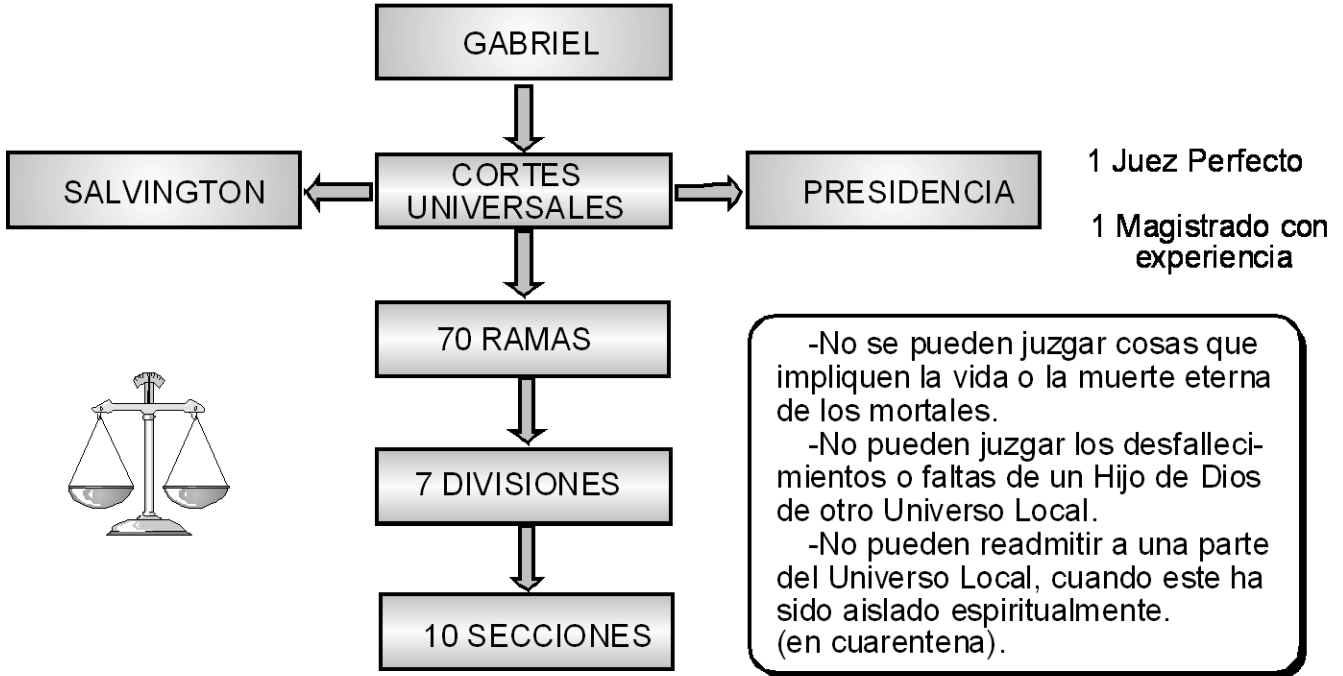 GABRIEL
SALVINGTON
CORTES
UNIVERSALES
PRESIDENCIA
1 Juez Perfecto
1 Magistrado con
experiencia
70 RAMAS
7 DIVISIONES
10 SECCIONES
-No se pueden juzgar cosas que
impliquen la vida o la muerte eterna
de los mortales.
-No pueden juzgar los desfalleci-
mientos o faltas de un Hijo de Dios
de otro Universo Local.
-No pueden readmitir a una parte
del Universo Local, cuando este ha
sido aislado espiritualmente.
(en cuarentena).